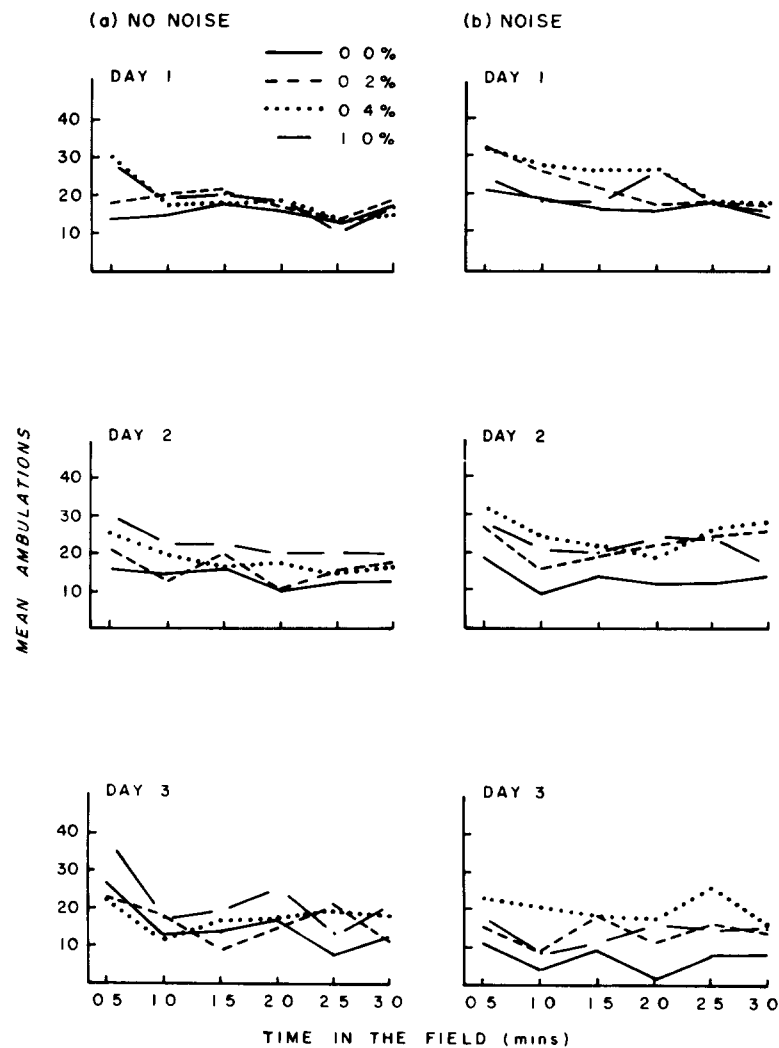 (a) NO NOISE
(b) NOISE
0 0%
0 2%
0 4%
1 0%
DAY 1
40
30
20
10
DAY 1
MEAN AMBULATIONS
DAY 2
40
30
20
10
DAY 2
DAY 3
40
30
20
10
DAY 3
0 5 1 0 1 5 2 0 2 5 3 0
0 5 1 0 1 5 2 0 2 5 3 0
TIME IN THE FIELD (mins)